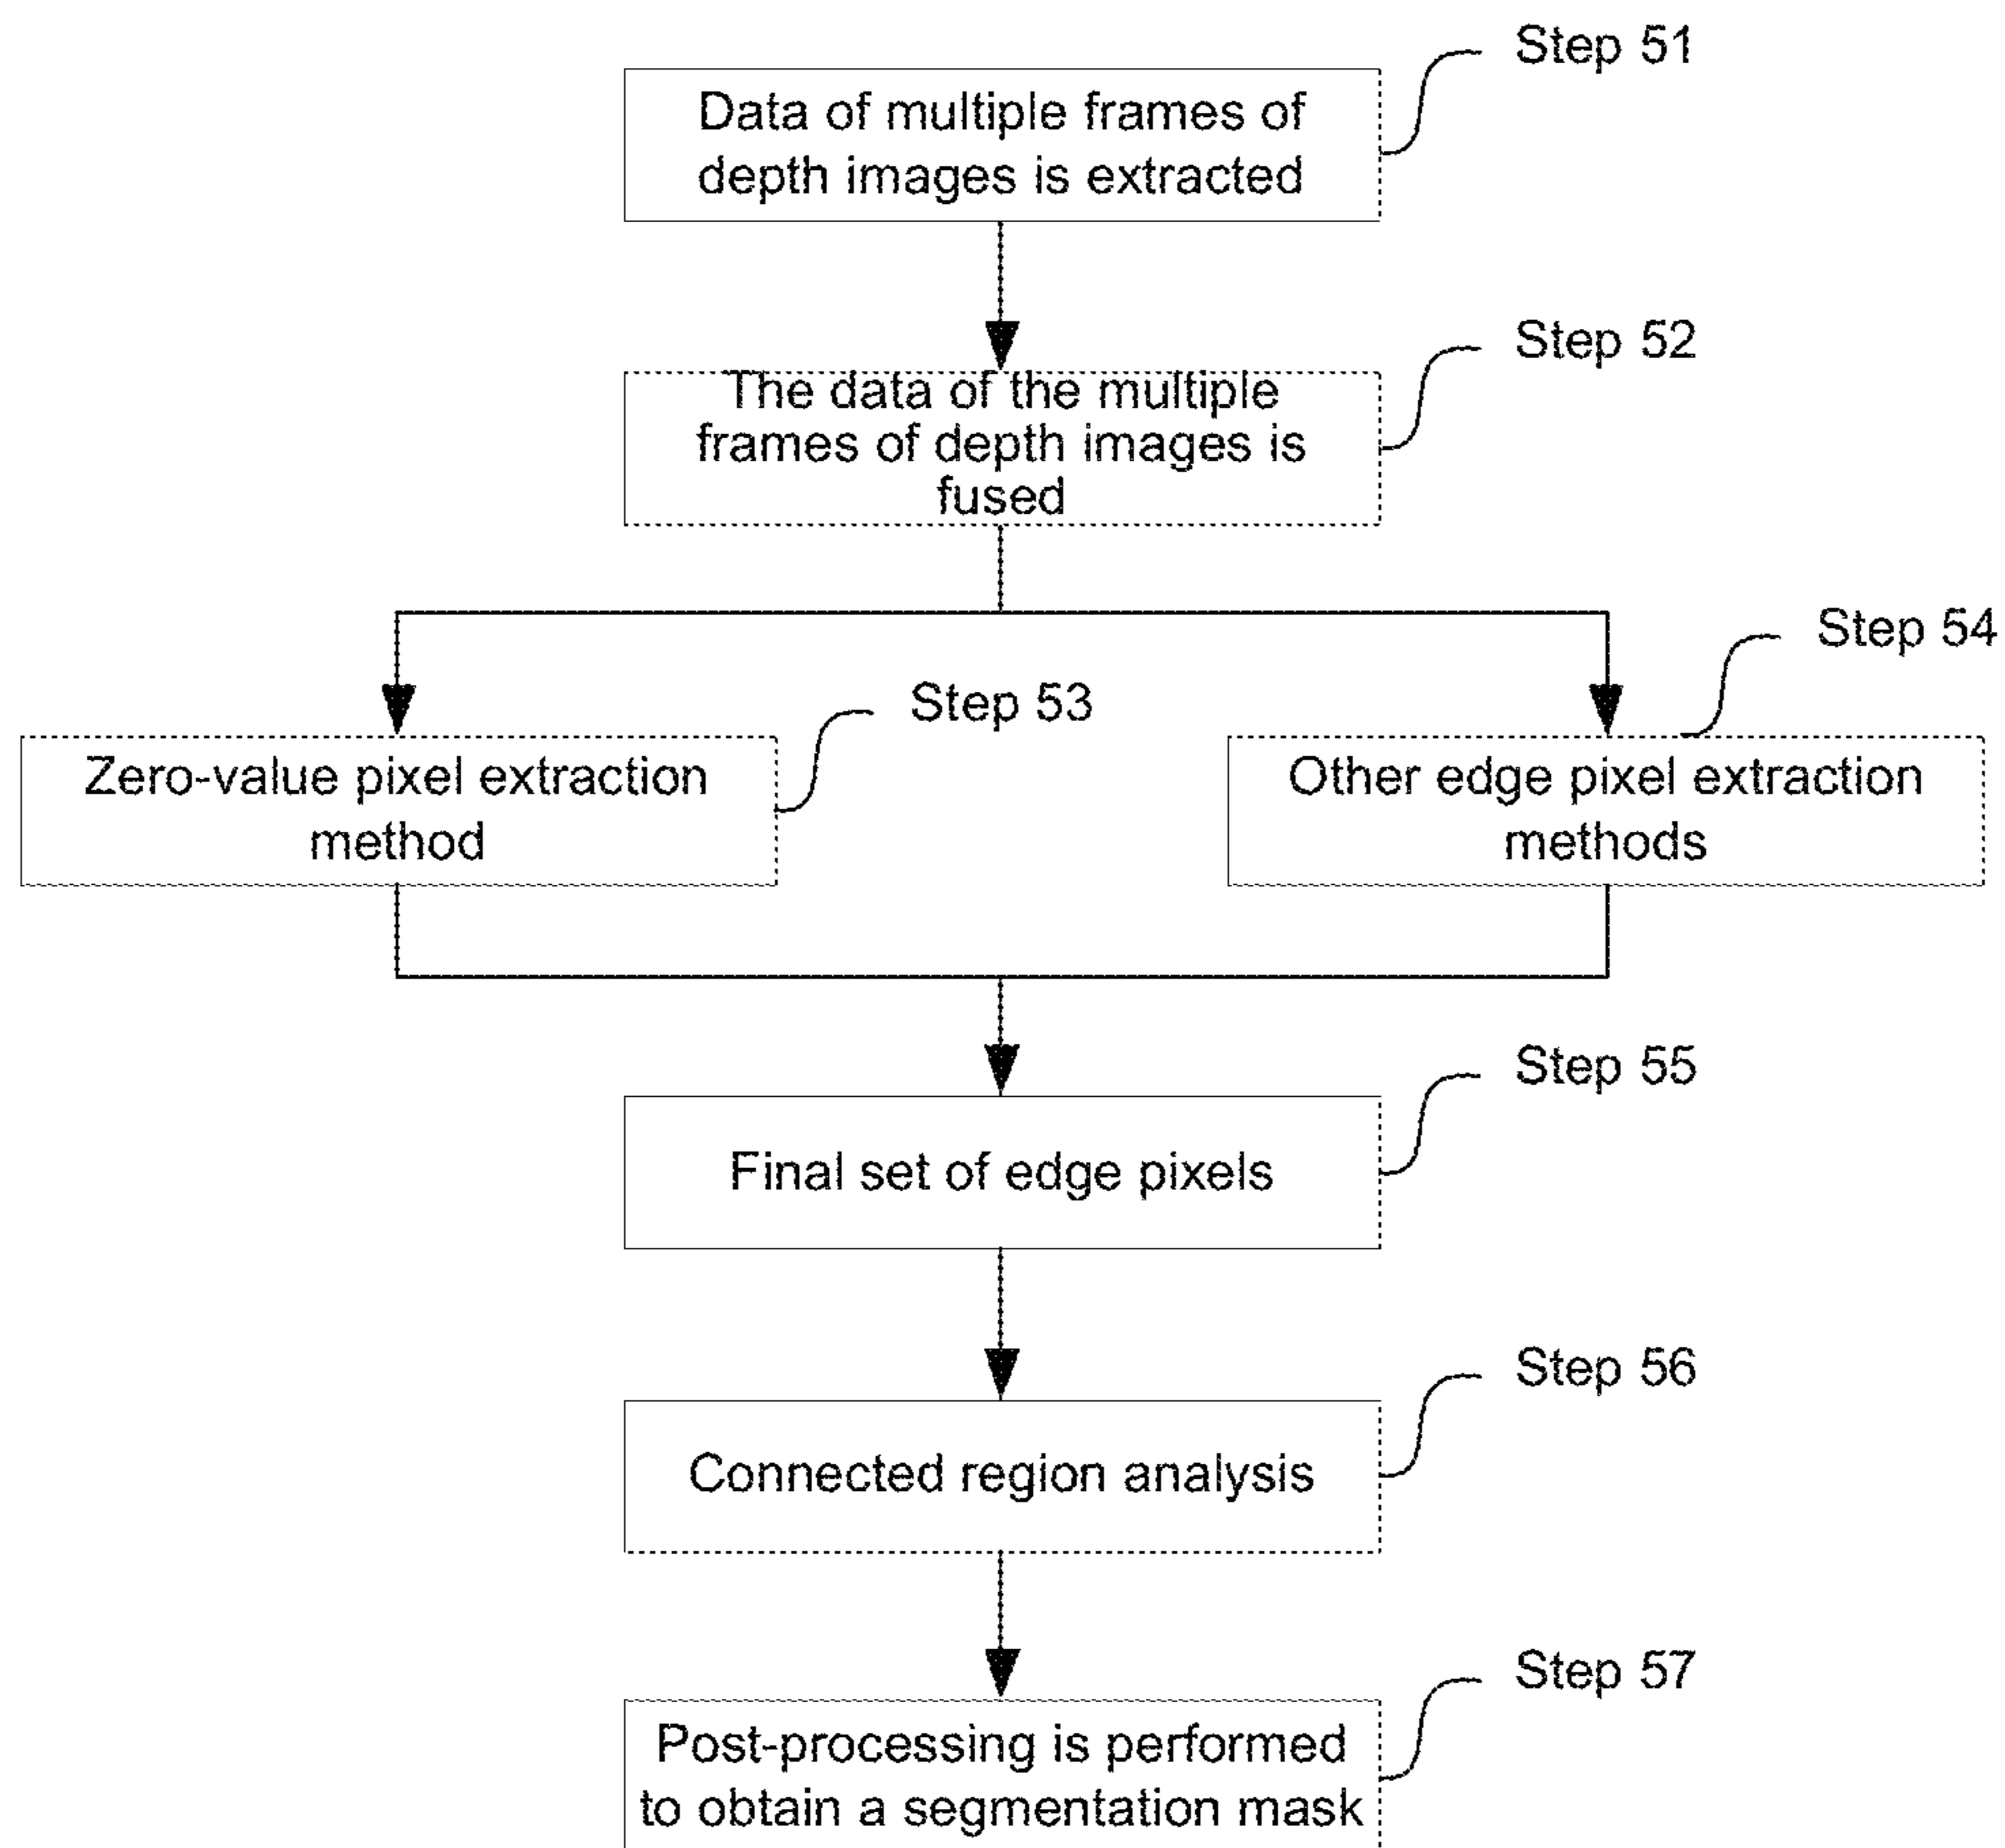 Step 51
Data of multiple frames of
depth images is extracted
Step 52
The data of the multiple
frames of depth images is
fused
Step 53
Zero-value pixel extraction
method
Step 54
Other edge pixel extraction
methods
Step 55
Final set of edge pixels
Step 56
Connected region analysis
Step 57
Post-processing is performed
to obtain a segmentation mask